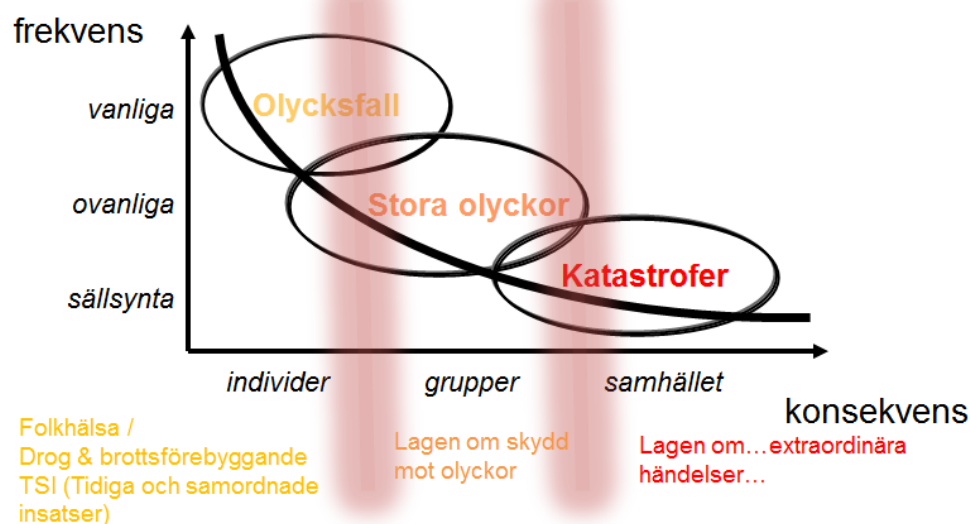 frekvens
vanliga
Olycksfall
ovanliga
Stora olyckor
sällsynta
Katastrofer
individer
grupper
samhället
konsekvens
Folkhälsa /
Drog & brottsförebyggande
TSI (Tidiga och samordnade
insatser)
Lagen om skydd
mot olyckor
Lagen om…extraordinära
händelser…